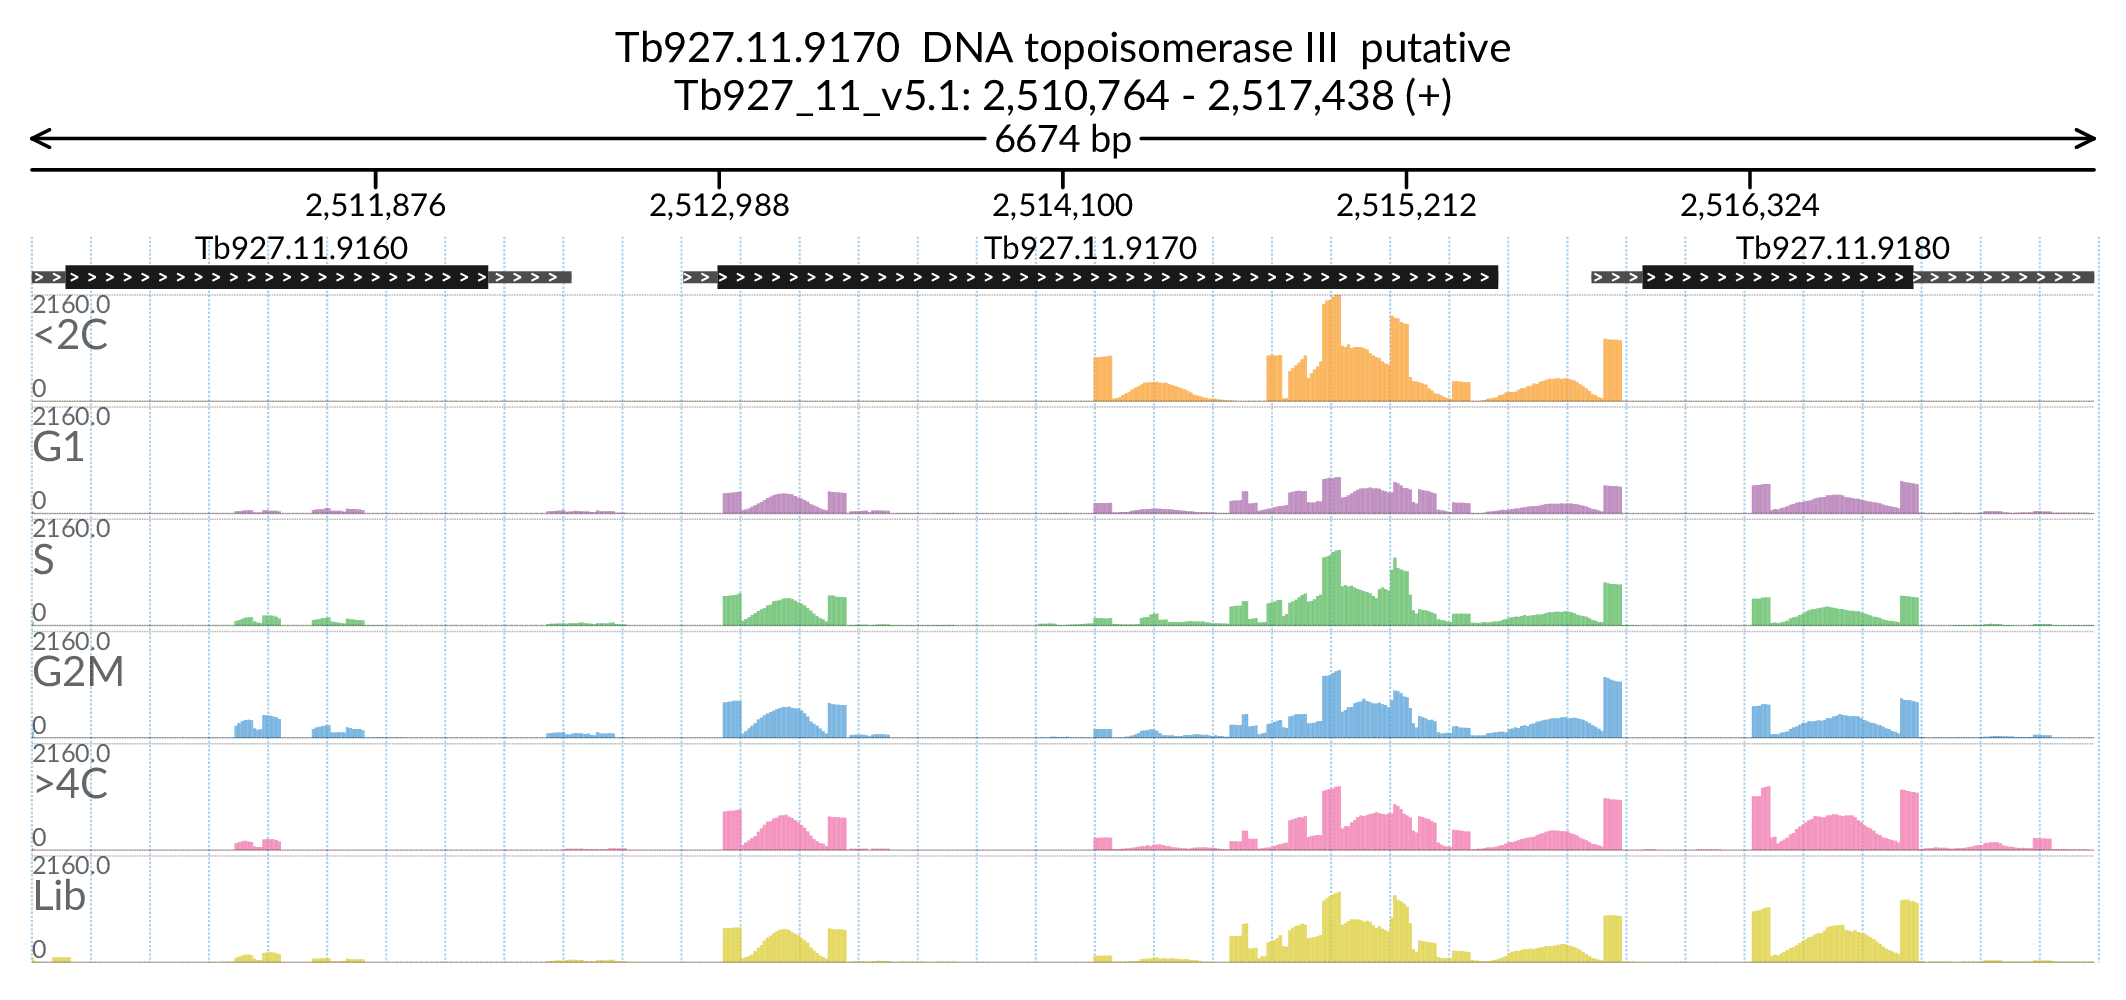 Tb927.11.9170  DNA topoisomerase III  putative
Tb927_11_v5.1: 2,510,764 - 2,517,438 (+)
6674 bp
2,511,876 2,512,988 2,514,100 2,515,212 2,516,324
Tb927.11.9160 Tb927.11.9170 Tb927.11.9180
2160.0
<2C
0
2160.0
G1
0
2160.0
S
0
2160.0
G2M
0
2160.0
>4C
0
2160.0
Lib
0